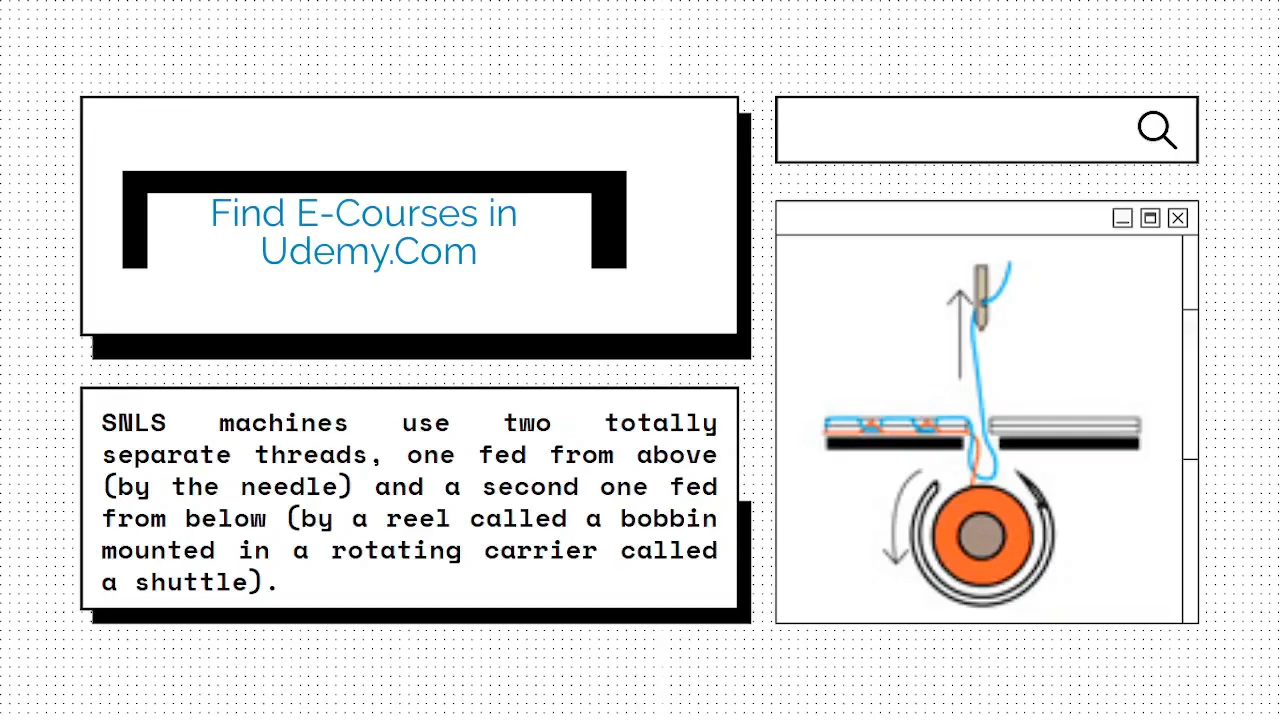 Find E-Courses in
Udemy.Com
SNLS machines use two totally
separate threads, one fed from above
(by the needle) and a second one fed
from below (by a reel called a bobbin
mounted in a rotating carrier called
a shuttle).